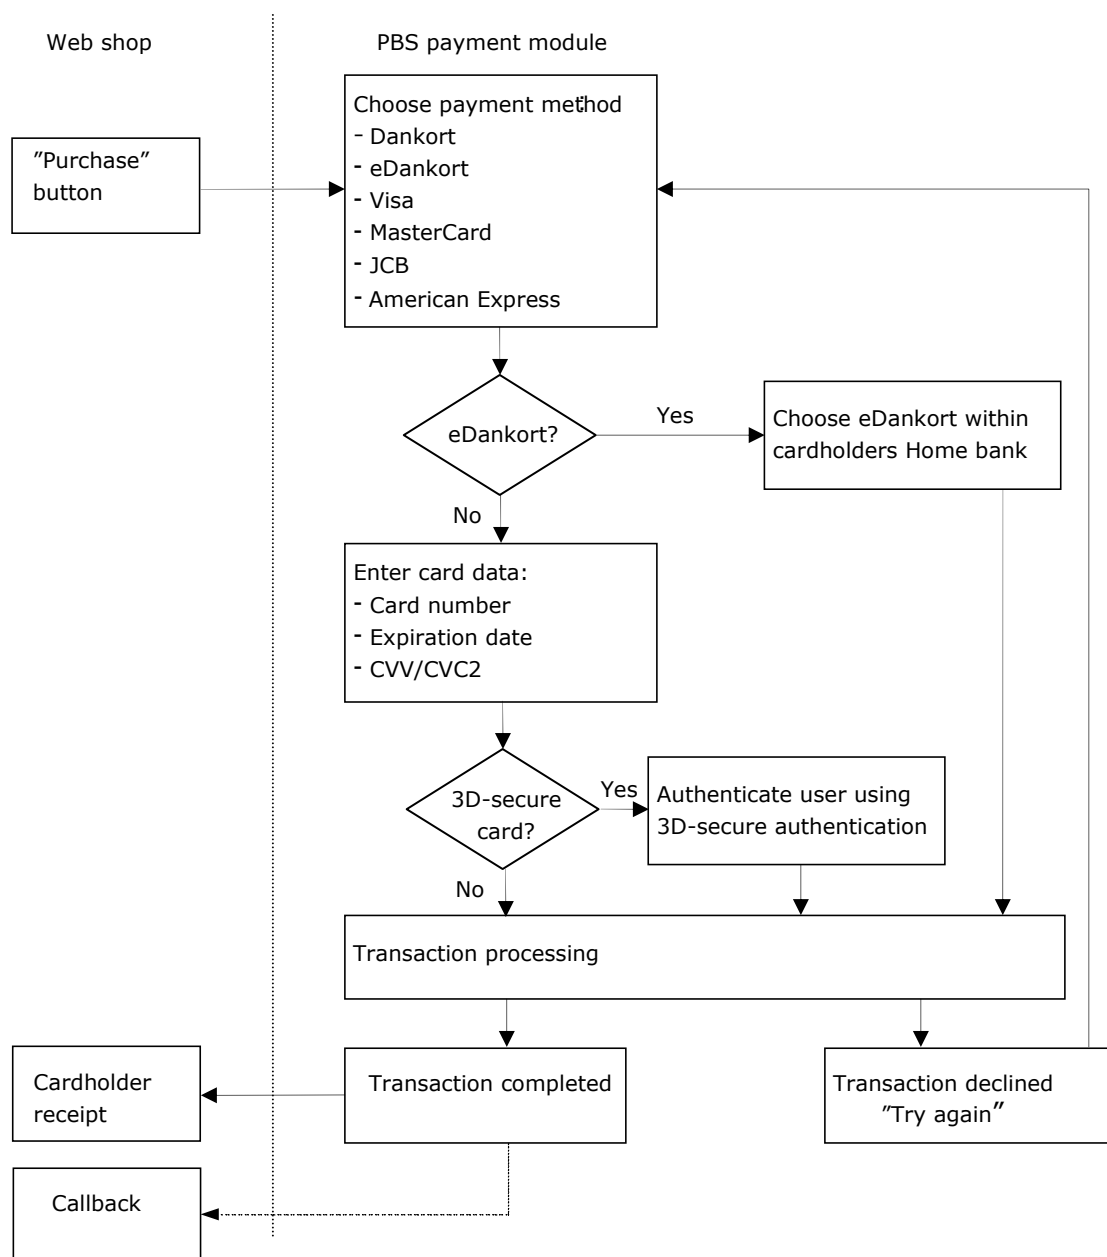 Web shop
PBS payment module
Choose payment method
- Dankort
- eDankort
- Visa
- MasterCard
- JCB
- American Express
"Purchase"
button
eDankort?
Yes
Choose eDankort within
cardholders Home bank
No
Enter card data:
- Card number
- Expiration date
- CVV/CVC2
3D-secure
card?
Yes
Authenticate user using
3D-secure authentication
No
Transaction processing
Cardholder
receipt
Transaction completed
Transaction declined
"Try again"
Callback